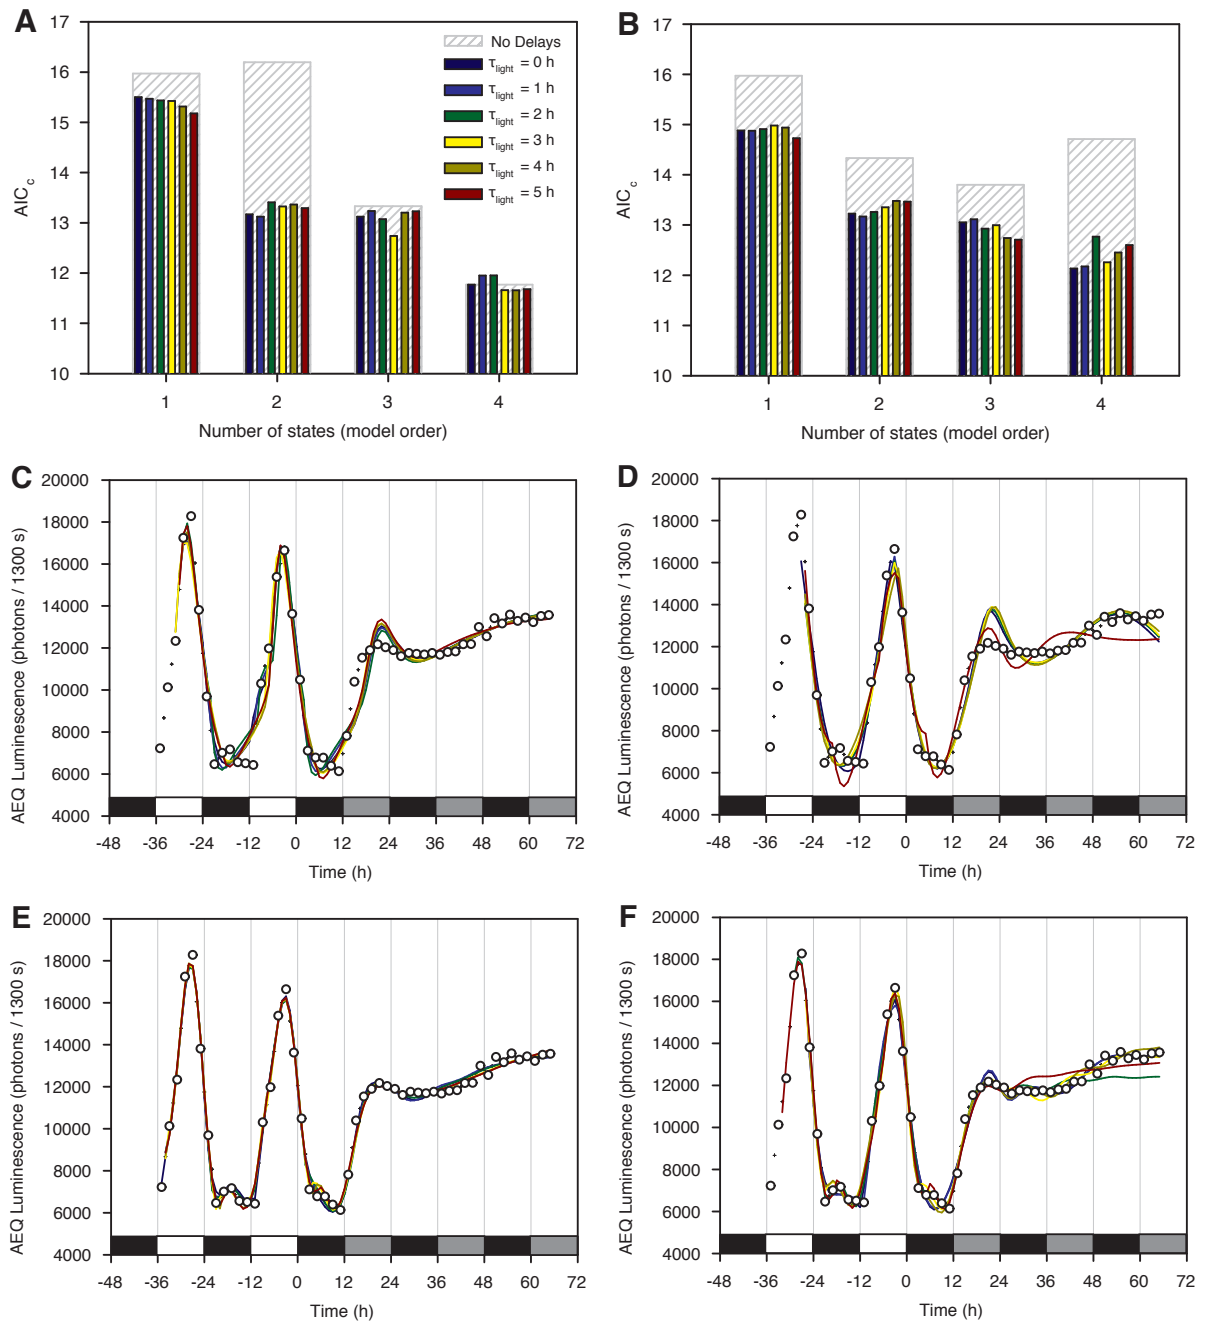 A
17
16
15
14
13
12
11
10
AICc
No Delays
τlight = 0 h
τlight = 1 h
τlight = 2 h
τlight = 3 h
τlight = 4 h
τlight = 5 h
1 2 3 4
Number of states (model order)
B
17
16
15
14
13
12
11
10
AICc
1 2 3 4
Number of states (model order)
C
20000
18000
16000
14000
12000
10000
8000
6000
4000
AEQ Luminescence (photons / 1300 s)
-48 -36 -24 -12 0 12 24 36 48 60 72
Time (h)
D
20000
18000
16000
14000
12000
10000
8000
6000
4000
AEQ Luminescence (photons / 1300 s)
-48 -36 -24 -12 0 12 24 36 48 60 72
Time (h)
E
20000
18000
16000
14000
12000
10000
8000
6000
4000
AEQ Luminescence (photons / 1300 s)
-48 -36 -24 -12 0 12 24 36 48 60 72
Time (h)
F
20000
18000
16000
14000
12000
10000
8000
6000
4000
AEQ Luminescence (photons / 1300 s)
-48 -36 -24 -12 0 12 24 36 48 60 72
Time (h)